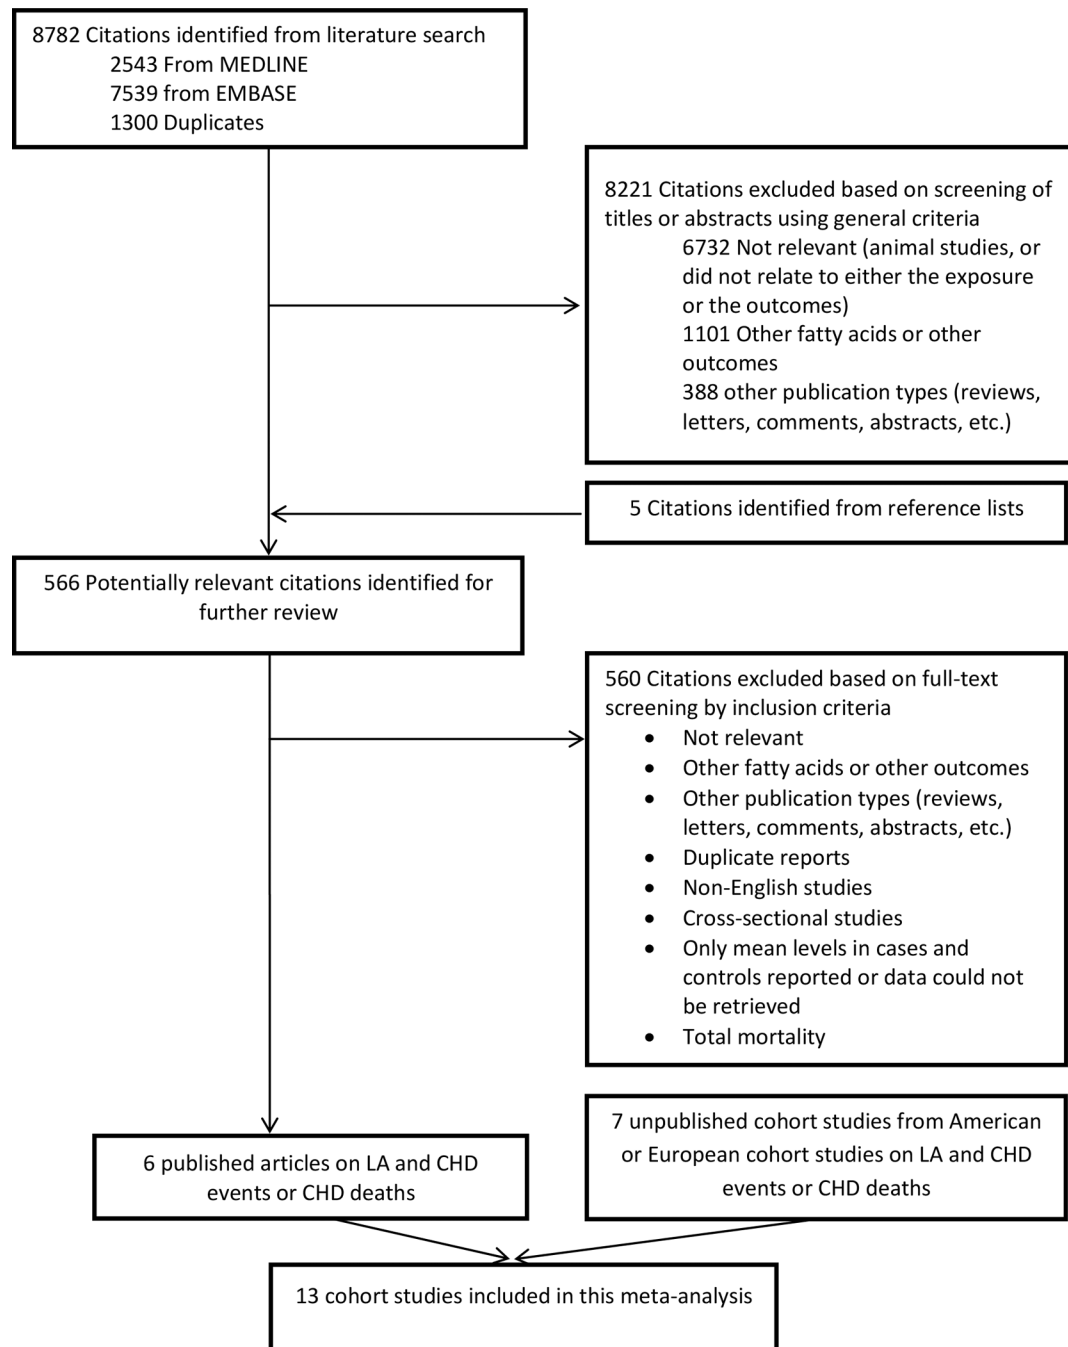 8782 Citations identified from literature search
2543 From MEDLINE
7539 from EMBASE
1300 Duplicates
8221 Citations excluded based on screening of
titles or abstracts using general criteria
6732 Not relevant (animal studies, or
did not relate to either the exposure
or the outcomes)
1101 Other fatty acids or other
outcomes
388 other publication types (reviews,
letters, comments, abstracts, etc.)
5 Citations identified from reference lists
566 Potentially relevant citations identified for
further review
560 Citations excluded based on full-text
screening by inclusion criteria
• Not relevant
• Other fatty acids or other outcomes
• Other publication types (reviews,
letters, comments, abstracts, etc.)
• Duplicate reports
• Non-English studies
• Cross-sectional studies
• Only mean levels in cases and
controls reported or data could not
be retrieved
• Total mortality
7 unpublished cohort studies from American
or European cohort studies on LA and CHD
events or CHD deaths
6 published articles on LA and CHD
events or CHD deaths
13 cohort studies included in this meta-analysis